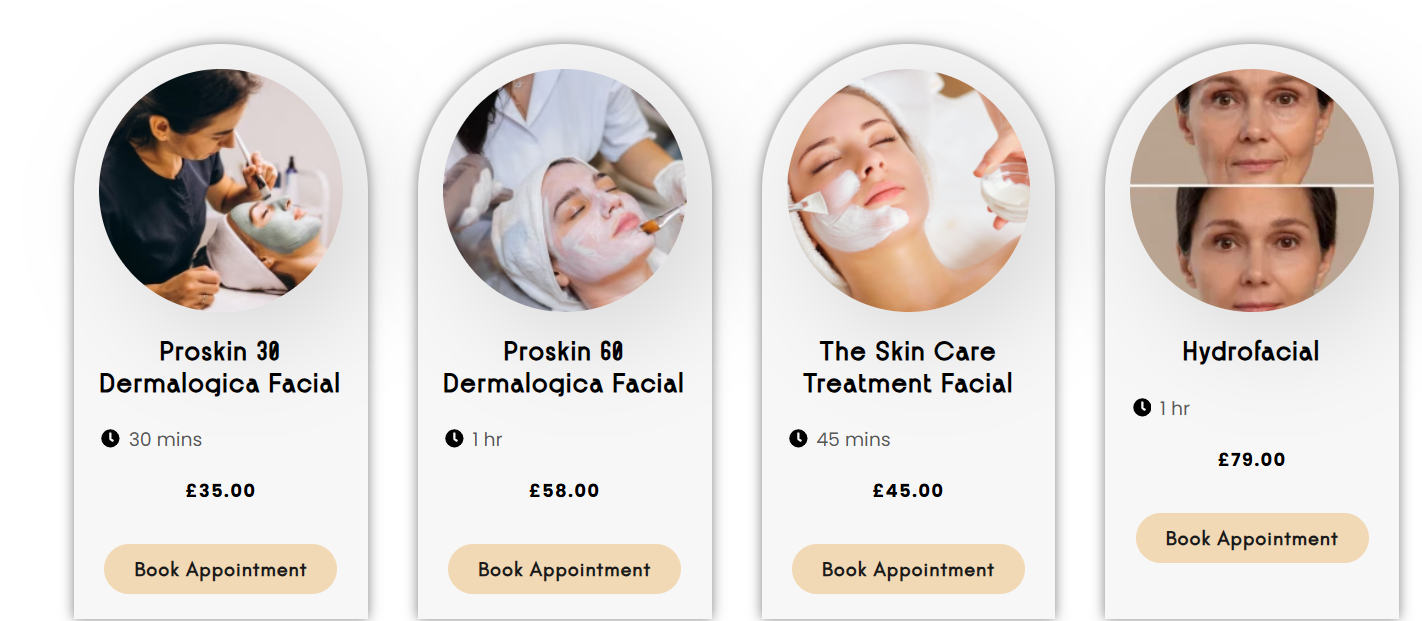 Proskin 30
Dermalogica Facial
30 mins
£35.00
Book Appointment
Proskin 60
Dermalogica Facial
1 hr
£58.00
Book Appointment
The Skin Care
Treatment Facial
45 mins
£45.00
Book Appointment
Hydrofacial
1 hr
£79.00
Book Appointment